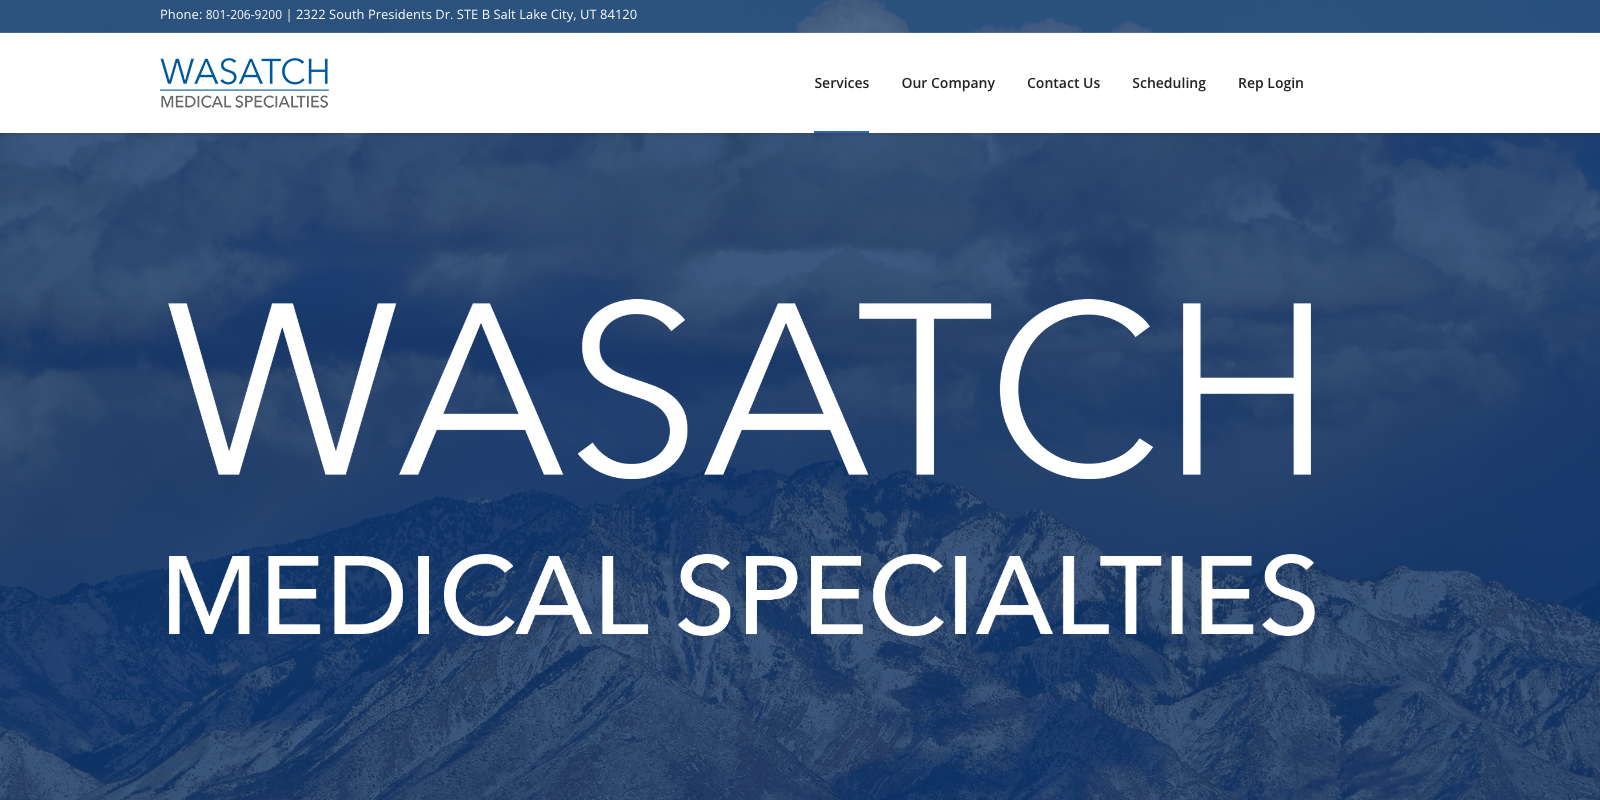 Phone: 801-206-9200 | 2322 South Presidents Dr. STE B Salt Lake City, UT 84120
WASATCH
MEDICAL SPECIALTIES
Services Our Company Contact Us Scheduling Rep Login
WASATCH
MEDICAL SPECIALTIES